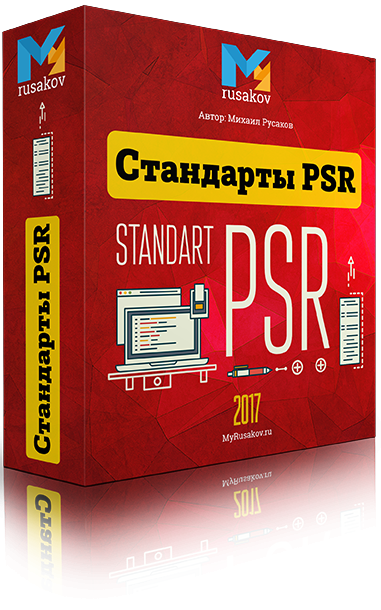 rusakov
Автор: Михаил Русаков
Стандарты PSR
STANDART
PSR
2017
MyRusakov.ru
rusakov
Стандарты PSR